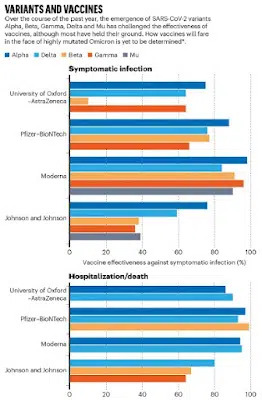 VARIANTS AND VACCINES
Over the course of the past year, the emergence of SARS-CoV-2 variants
Alpha, Beta, Gamma, Delta and Mu has challenged the effectiveness of
vaccines, although most have held their ground. How vaccines will fare
in the face of highly mutated Omicron is yet to be determined*.
Alpha Delta Beta Gamma Mu
Symptomatic infection
University of Oxford
-AstraZeneca
Pfizer-BioNTech
Moderna
Johnson and Johnson
0 20 40 60 80 100
Vaccine effectiveness against symptomatic infection (%)
Hospitalization/death
University of Oxford
-AstraZeneca
Pfizer-BioNTech
Moderna
Johnson and Johnson
0 20 40 60 80 100